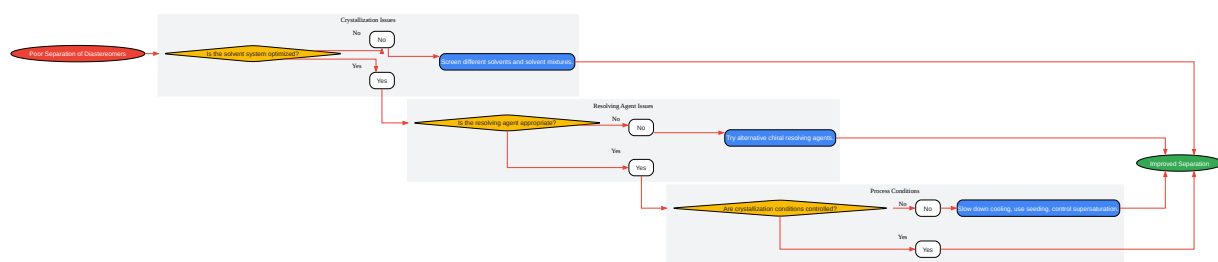 Crystallization Issues
Poor Separation of Diastereomers
Is the solvent system optimized?
No
No
Screen different solvents and solvent mixtures.
Yes
Yes
Resolving Agent Issues
Is the resolving agent appropriate?
No
No
Try alternative chiral resolving agents.
Yes
Yes
Improved Separation
Process Conditions
Are crystallization conditions controlled?
No
No
Slow down cooling, use seeding, control supersaturation.
Yes
Yes